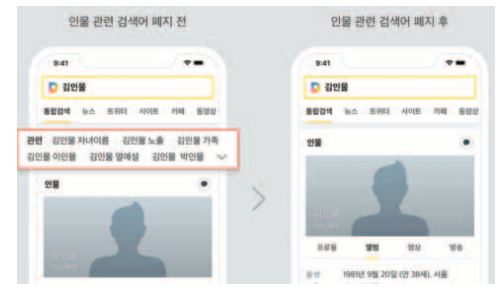 인물 관련 검색어 폐지 전
9:41
김인물
통합검색 뉴스 트위터 사이트 카페 동영상
관련 김인물 자녀이름 김인물 노출 김인물 가족
김인물 이인물 김인물 열애설 김인물 박인물
인물
김인물
인물 관련 검색어 폐지 후
9:41
김인물
통합검색 뉴스 트위터 사이트 카페 동영상
인물
김인물
프로필 앨범 영상 방송
출생 1981년 9월 20일 (만 38세), 서울